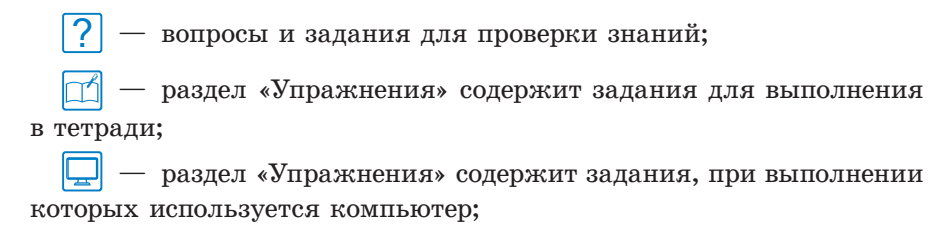 ? — вопросы и задания для проверки знаний;
— раздел «Упражнения» содержит задания для выполнения
в тетради;
— раздел «Упражнения» содержит задания, при выполнении
которых используется компьютер;